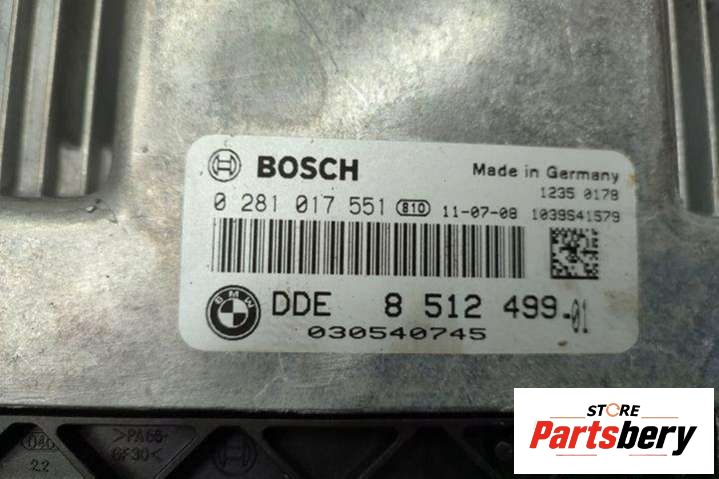 BOSCH Made in Germany
1235 0178
0 281 017 551 810 11-07-08 1039S41579
BMW DDE 8 512 499-01
030540745
>PA66-
GF30<
22
STORE
Partsbery